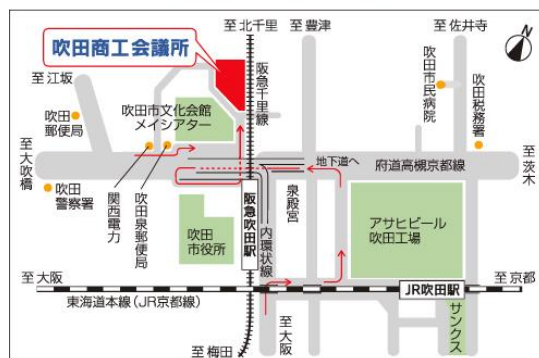 至北千里
至豊津
至佐井寺
吹田商工会議所
至江坂
阪急千里線
吹田市民病院
吹田税務署
吹田
郵便局
吹田市文化会館
メイシアター
至大吹橋
地下道へ
府道高槻京都線
至茨木
吹田
警察署
関西電力
吹田泉郵便局
阪急吹田駅
泉殿宮
内環状線
吹田
市役所
アサヒビール
吹田工場
至大阪
JR吹田駅
至京都
東海道本線(JR京都線)
サンクス
至大阪
至梅田
N